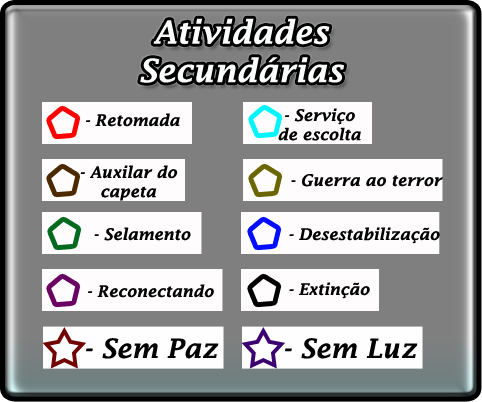 Atividades
Secundárias
- Retomada
- Serviço
de escolta
- Auxilar do
capeta
- Guerra ao terror
- Selamento
- Desestabilização
- Reconectando
- Extinção
- Sem Paz
- Sem Luz